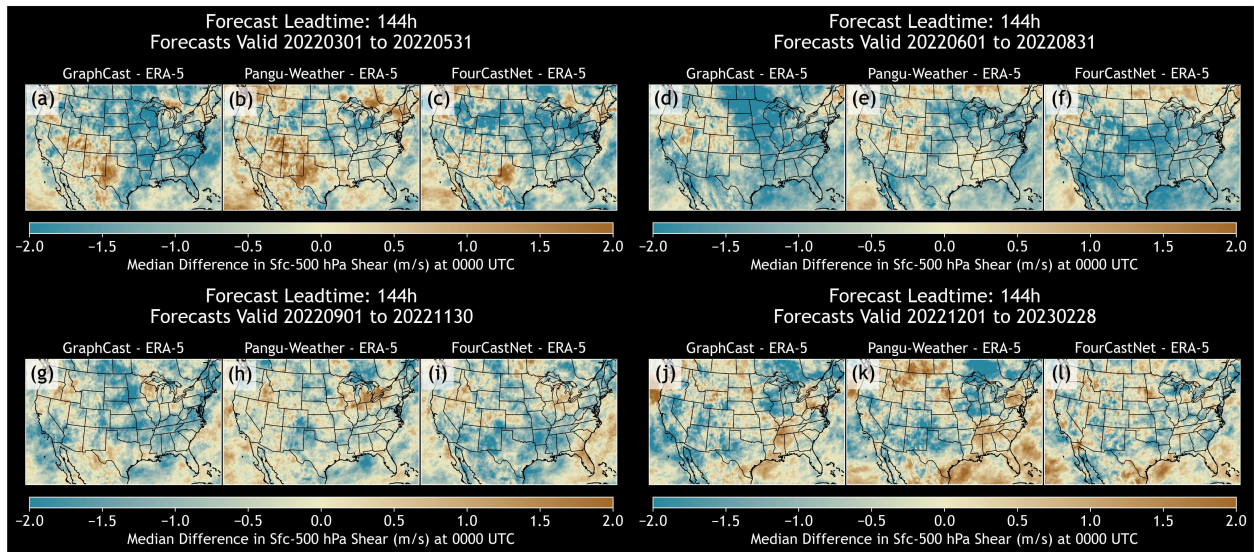 Forecast Leadtime: 144h
Forecasts Valid 20220301 to 20220531
GraphCast - ERA-5
Pangu-Weather - ERA-5
FourCastNet - ERA-5
(a)
(b)
(c)
−2.0 −1.5 −1.0 −0.5 0.0 0.5 1.0 1.5 2.0
Median Difference in Sfc-500 hPa Shear (m/s) at 0000 UTC
Forecast Leadtime: 144h
Forecasts Valid 20220601 to 20220831
GraphCast - ERA-5
Pangu-Weather - ERA-5
FourCastNet - ERA-5
(d)
(e)
(f)
−2.0 −1.5 −1.0 −0.5 0.0 0.5 1.0 1.5 2.0
Median Difference in Sfc-500 hPa Shear (m/s) at 0000 UTC
Forecast Leadtime: 144h
Forecasts Valid 20220901 to 20221130
GraphCast - ERA-5
Pangu-Weather - ERA-5
FourCastNet - ERA-5
(g)
(h)
(i)
−2.0 −1.5 −1.0 −0.5 0.0 0.5 1.0 1.5 2.0
Median Difference in Sfc-500 hPa Shear (m/s) at 0000 UTC
Forecast Leadtime: 144h
Forecasts Valid 20221201 to 20230228
GraphCast - ERA-5
Pangu-Weather - ERA-5
FourCastNet - ERA-5
(j)
(k)
(l)
−2.0 −1.5 −1.0 −0.5 0.0 0.5 1.0 1.5 2.0
Median Difference in Sfc-500 hPa Shear (m/s) at 0000 UTC